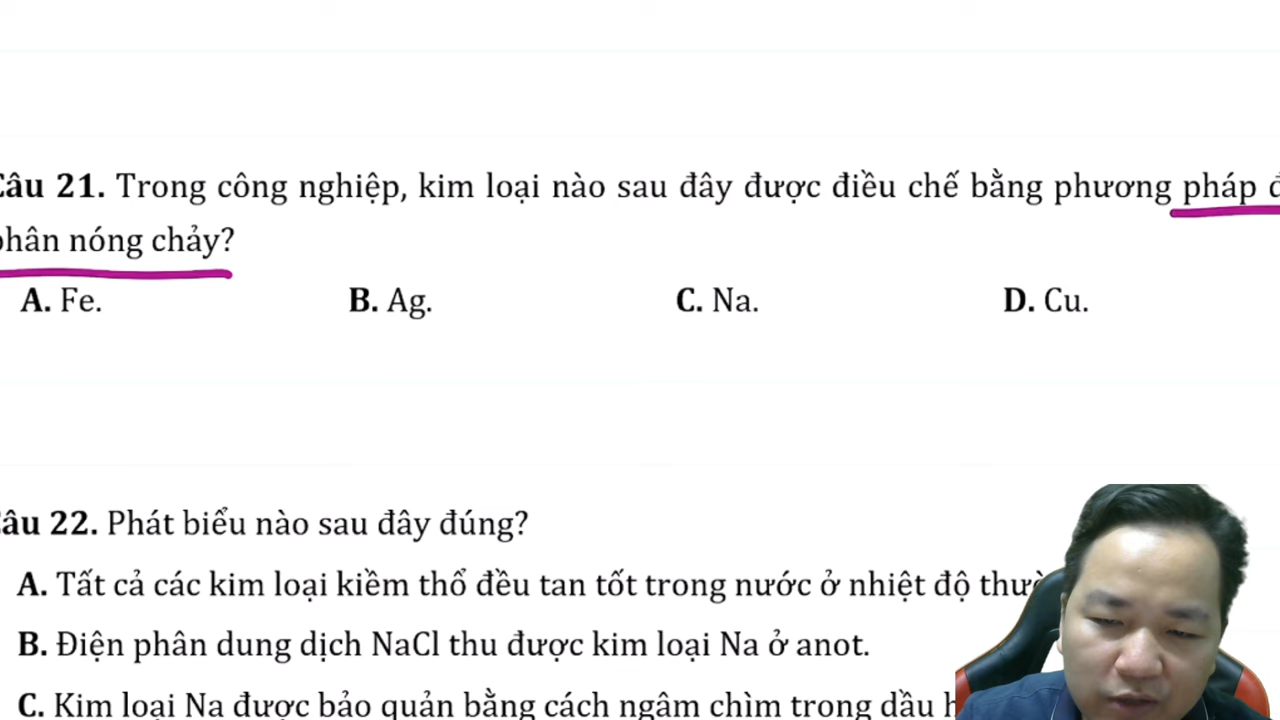 Câu 21. Trong công nghiệp, kim loại nào sau đây được điều chế bằng phương pháp
phân nóng chảy?
A. Fe. B. Ag. C. Na. D. Cu.
Câu 22. Phát biểu nào sau đây đúng?
A. Tất cả các kim loại kiềm thổ đều tan tốt trong nước ở nhiệt độ
B. Điện phân dung dịch NaCl thu được kim loại Na ở anot.
C. Kim loại Na được bảo quản bằng cách ngâm chìm trong dầu